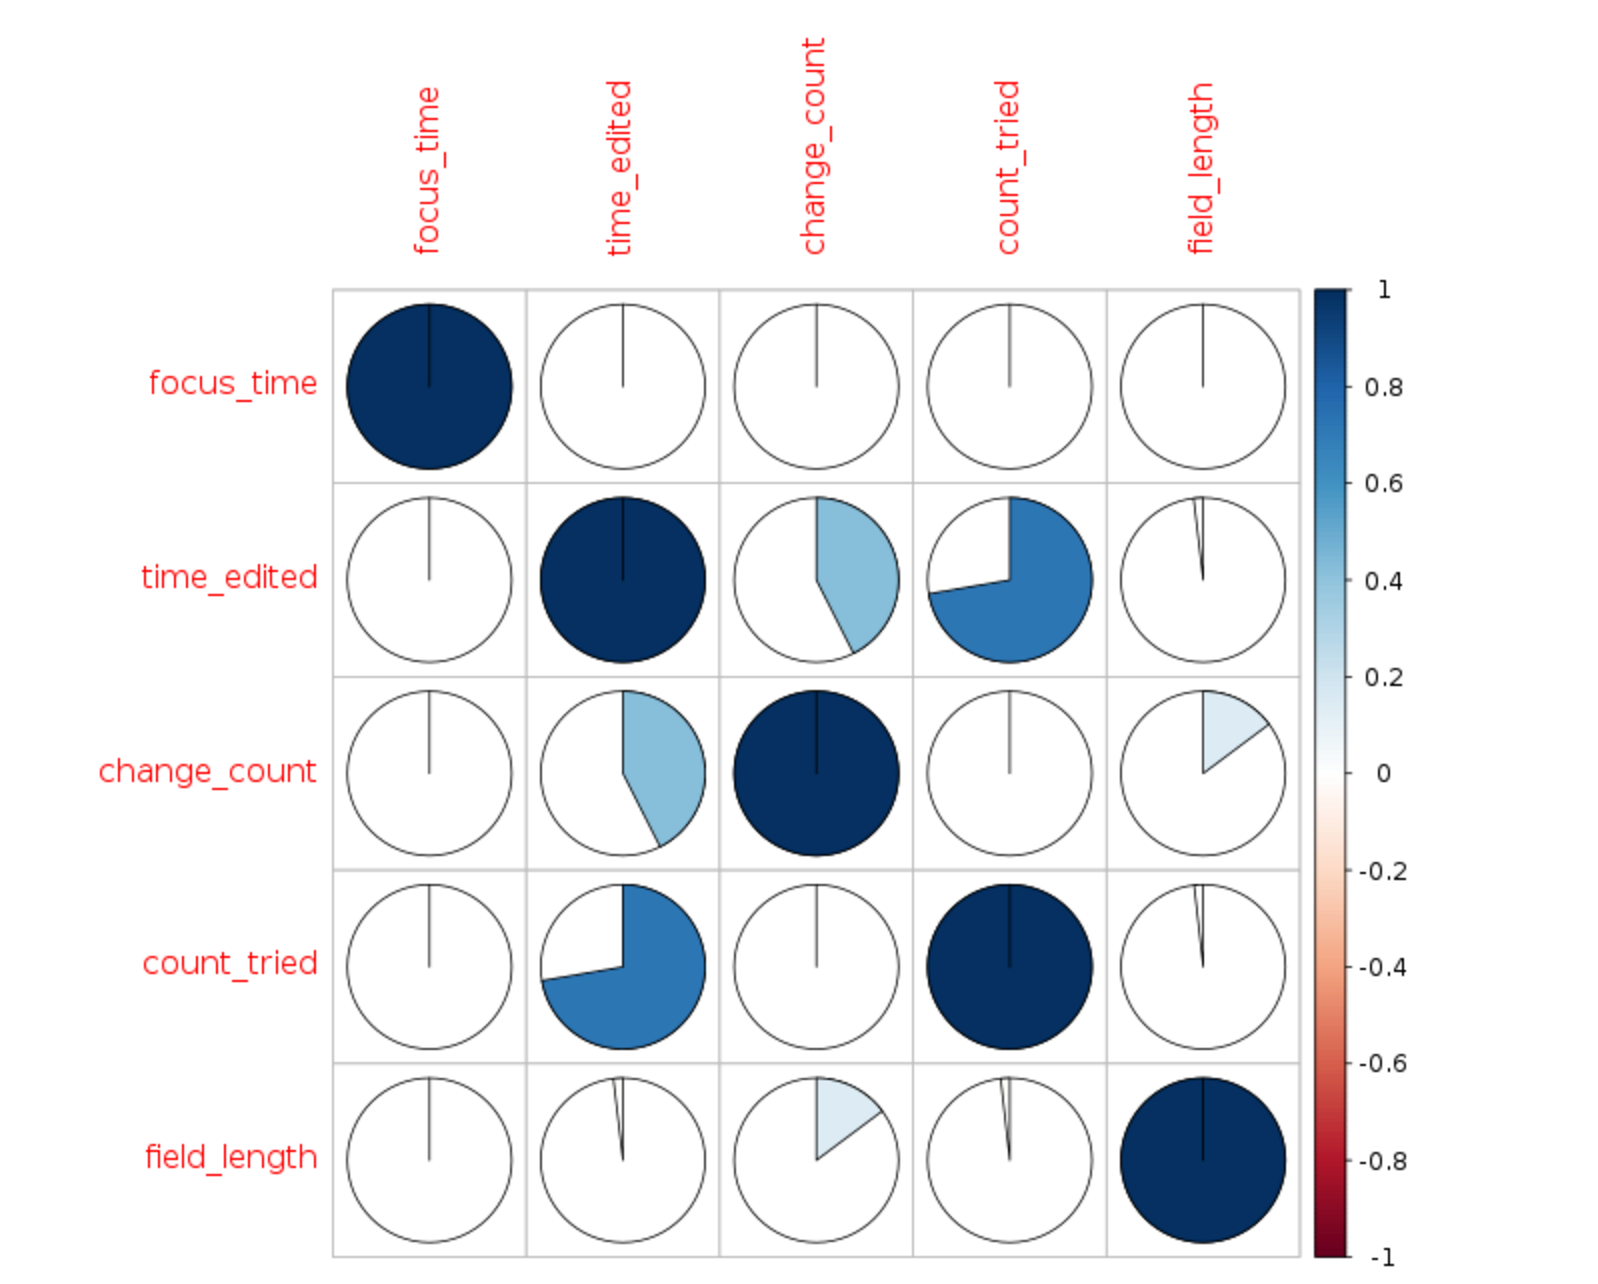 focus_time
time_edited
change_count
count_tried
field_length
focus_time
time_edited
change_count
count_tried
field_length
1
0.8
0.6
0.4
0.2
0
-0.2
-0.4
-0.6
-0.8
-1